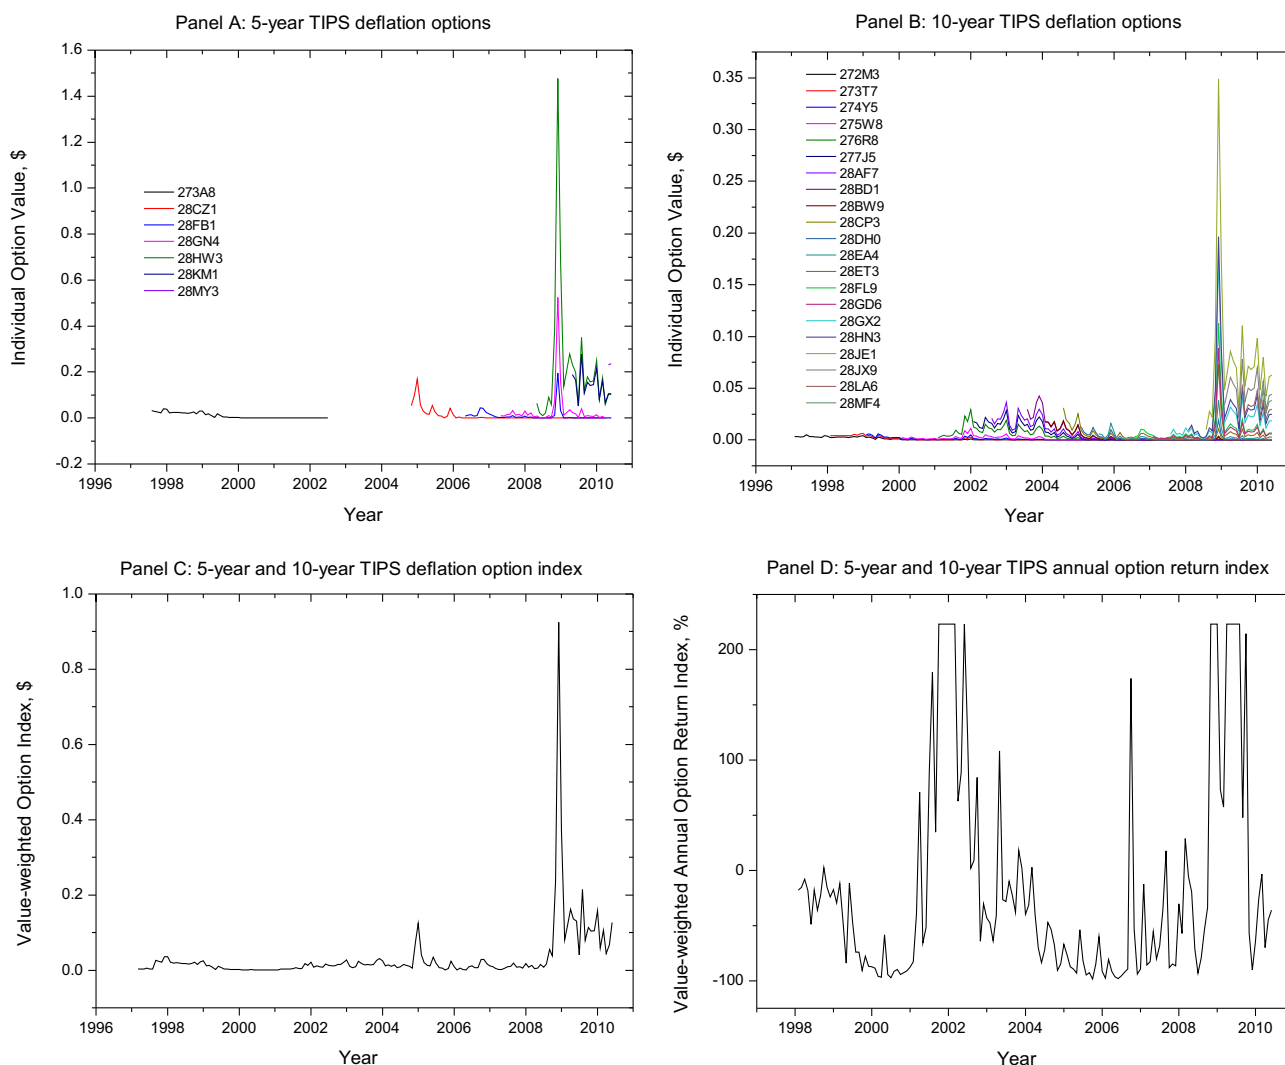 Panel A: 5-year TIPS deflation options
Individual Option Value, $
1.6
1.4
1.2
1.0
0.8
0.6
0.4
0.2
0.0
-0.2
273A8
28CZ1
28FB1
28GN4
28HW3
28KM1
28MY3
1996 1998 2000 2002 2004 2006 2008 2010
Year
Panel B: 10-year TIPS deflation options
Individual Option Value, $
0.35
0.30
0.25
0.20
0.15
0.10
0.05
0.00
272M3
273T7
274Y5
275W8
276R8
277J5
28AF7
28BD1
28BW9
28CP3
28DH0
28EA4
28ET3
28FL9
28GD6
28GX2
28HN3
28JE1
28JX9
28LA6
28MF4
1996 1998 2000 2002 2004 2006 2008 2010
Year
Panel C: 5-year and 10-year TIPS deflation option index
Value-weighted Option Index, $
1.0
0.8
0.6
0.4
0.2
0.0
1996 1998 2000 2002 2004 2006 2008 2010
Year
Panel D: 5-year and 10-year TIPS annual option return index
Value-weighted Annual Option Return Index, %
200
100
0
-100
1998 2000 2002 2004 2006 2008 2010
Year